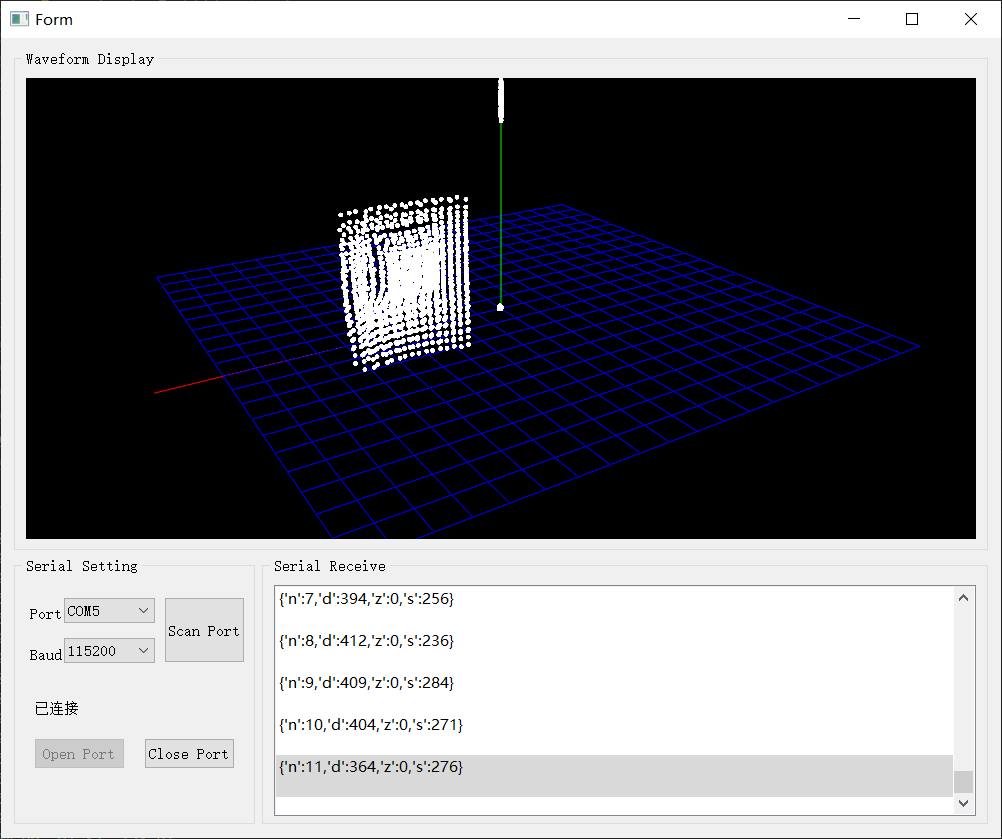 Form
Waveform Display
Serial Setting
Port COM5
Scan Port
Baud 115200
已连接
Open Port
Close Port
Serial Receive
{'n':7,'d':394,'z':0,'s':256}
{'n':8,'d':412,'z':0,'s':236}
{'n':9,'d':409,'z':0,'s':284}
{'n':10,'d':404,'z':0,'s':271}
{'n':11,'d':364,'z':0,'s':276}